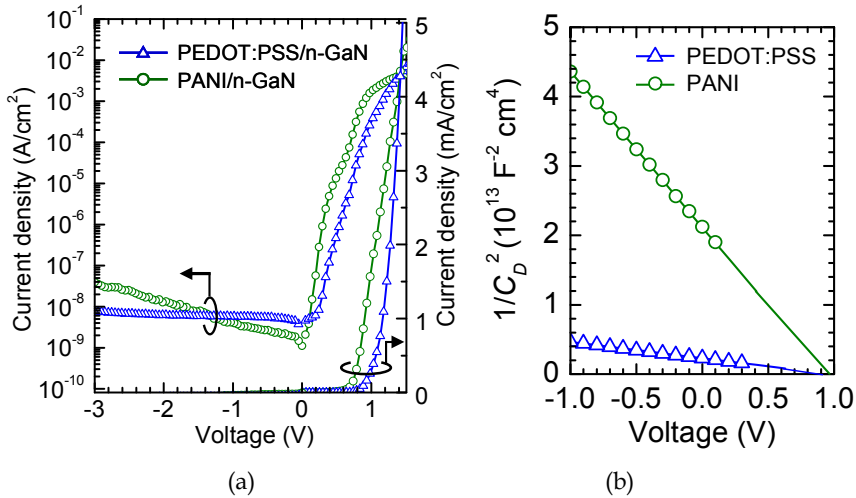 10⁻¹
10⁻²
10⁻³
10⁻⁴
10⁻⁵
10⁻⁶
10⁻⁷
10⁻⁸
10⁻⁹
10⁻¹⁰
Current density (A/cm²)
PEDOT:PSS/n-GaN
PANI/n-GaN
5
4
3
2
1
0
Current density (mA/cm²)
-3 -2 -1 0 1
Voltage (V)
(a)
5
4
3
2
1
0
1/C_D² (10¹³ F⁻² cm⁴)
PEDOT:PSS
PANI
-1.0 -0.5 0.0 0.5 1.0
Voltage (V)
(b)